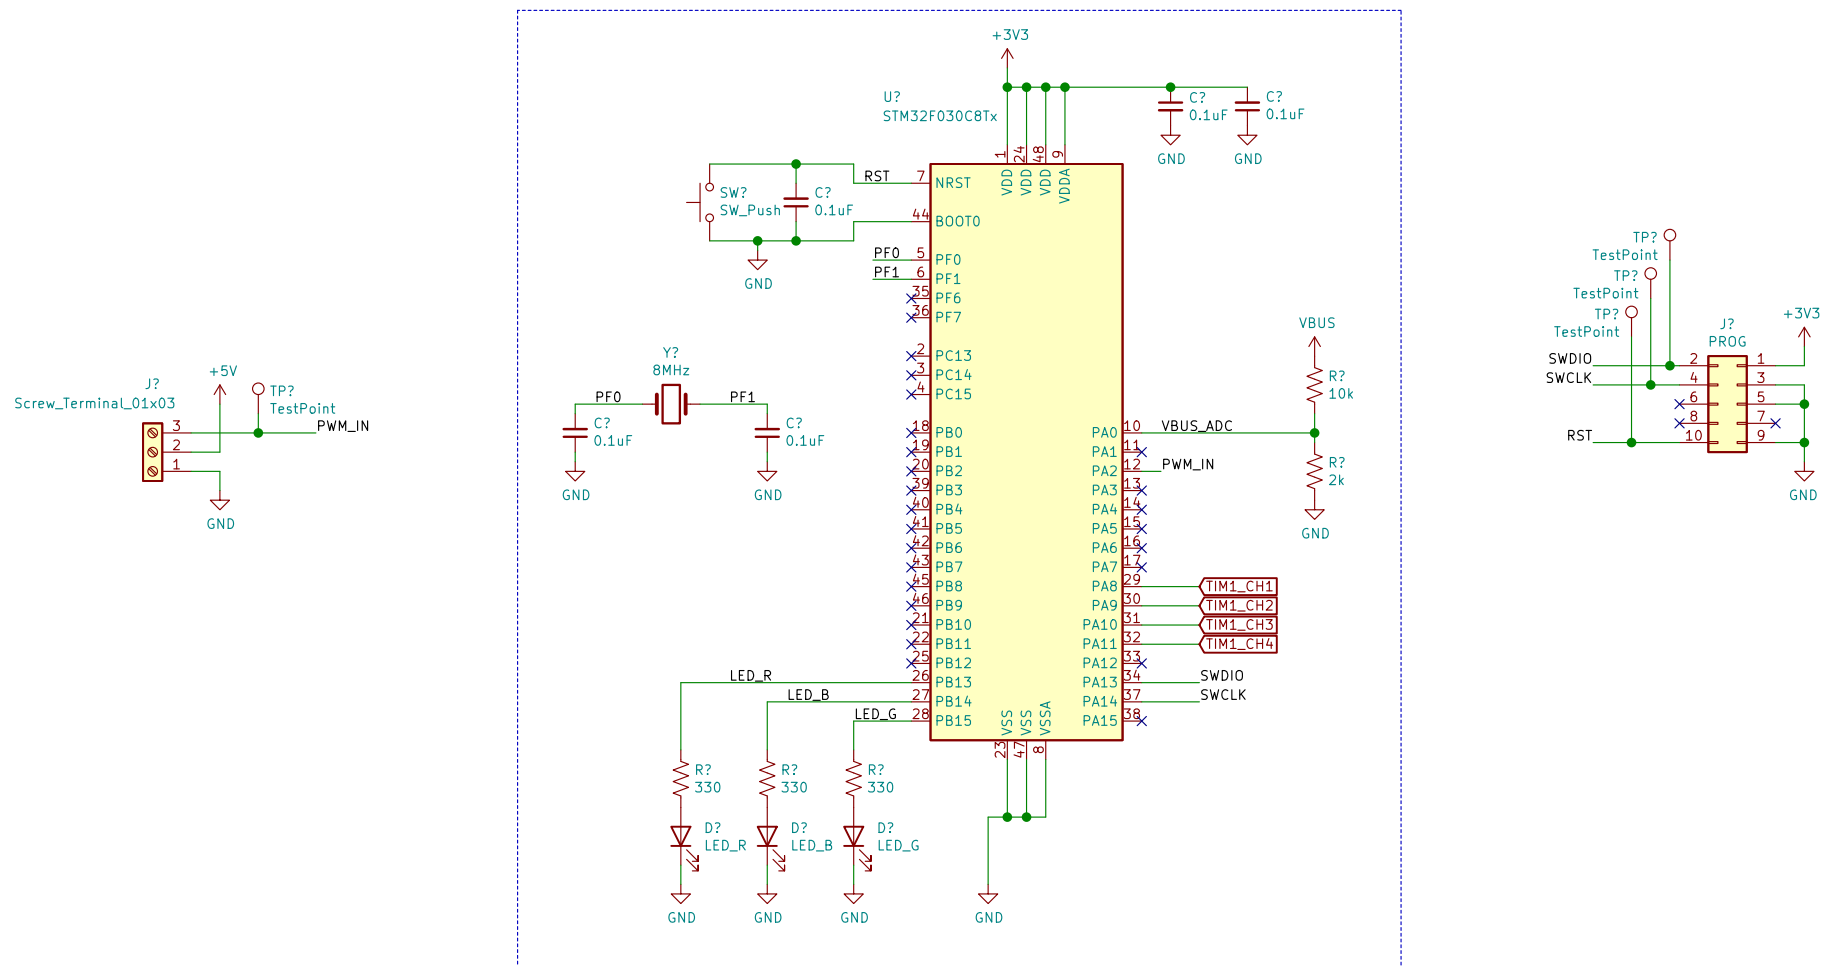 J?
Screw_Terminal_01x03
3
2
1
+5V
TP?
TestPoint
PWM_IN
GND
+3V3
U?
STM32F030C8Tx
C?
0.1uF
GND
C?
0.1uF
GND
SW?
SW_Push
C?
0.1uF
GND
RST
PF0
PF1
Y?
8MHz
PF0
PF1
C?
0.1uF
GND
C?
0.1uF
GND
1 VDD
24 VDD
48 VDD
9 VDDA
7 NRST
44 BOOT0
5 PF0
6 PF1
35 PF6
36 PF7
2 PC13
3 PC14
4 PC15
18 PB0
19 PB1
20 PB2
39 PB3
40 PB4
41 PB5
42 PB6
43 PB7
45 PB8
46 PB9
21 PB10
22 PB11
25 PB12
26 PB13
27 PB14
28 PB15
PA0 10
PA1 11
PA2 12
PA3 13
PA4 14
PA5 15
PA6 16
PA7 17
PA8 29
PA9 30
PA10 31
PA11 32
PA12 33
PA13 34
PA14 37
PA15 38
VSS 23
VSS 47
VSSA 8
GND
LED_R
LED_B
LED_G
R?
330
R?
330
R?
330
D?
LED_R
D?
LED_B
D?
LED_G
GND
GND
GND
VBUS
R?
10k
VBUS_ADC
PWM_IN
R?
2k
GND
TIM1_CH1
TIM1_CH2
TIM1_CH3
TIM1_CH4
SWDIO
SWCLK
TP?
TestPoint
TP?
TestPoint
TP?
TestPoint
J?
PROG
+3V3
SWDIO
SWCLK
RST
2 1
4 3
6 5
8 7
10 9
GND